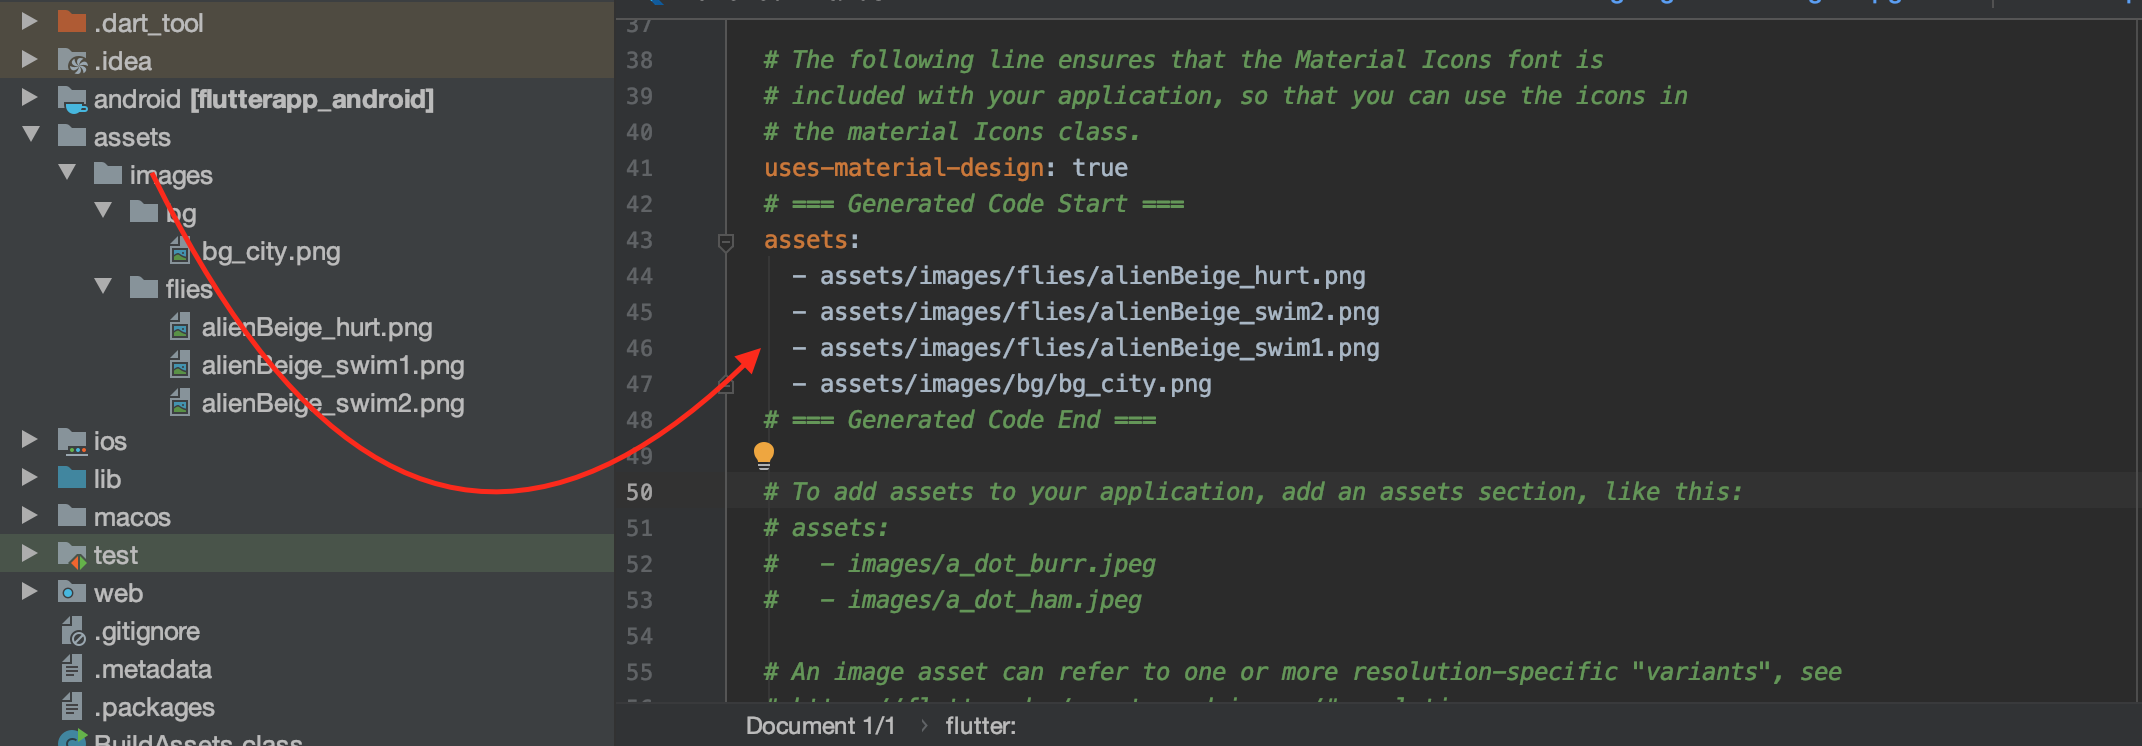 .dart_tool
.idea
android [flutterapp_android]
assets
images
bg
bg_city.png
flies
alienBeige_hurt.png
alienBeige_swim1.png
alienBeige_swim2.png
ios
lib
macos
test
web
.gitignore
.metadata
.packages
BuildAssets.class
37
38 # The following line ensures that the Material Icons font is
39 # included with your application, so that you can use the icons in
40 # the material Icons class.
41 uses-material-design: true
42 # === Generated Code Start ===
43 assets:
44 - assets/images/flies/alienBeige_hurt.png
45 - assets/images/flies/alienBeige_swim2.png
46 - assets/images/flies/alienBeige_swim1.png
47 - assets/images/bg/bg_city.png
48 # === Generated Code End ===
49
50 # To add assets to your application, add an assets section, like this:
51 # assets:
52 #   - images/a_dot_burr.jpeg
53 #   - images/a_dot_ham.jpeg
54
55 # An image asset can refer to one or more resolution-specific "variants", see
Document 1/1 › flutter: